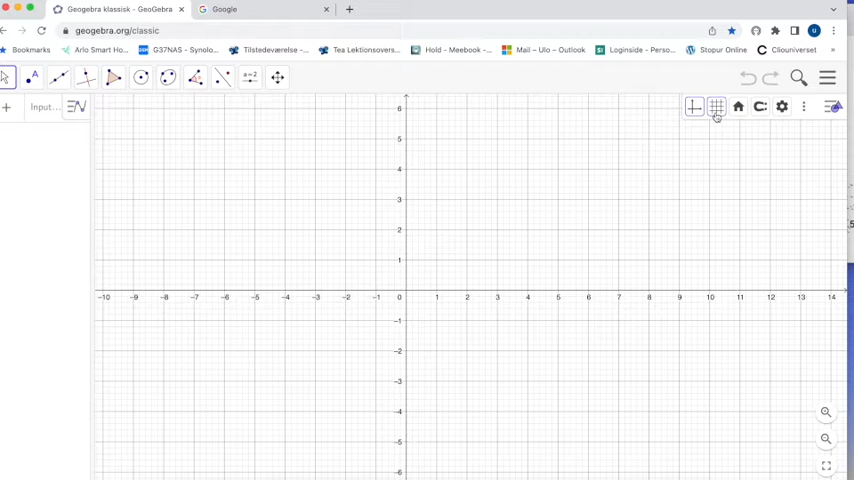 Geogebra klassisk - GeoGebra
Google
geogebra.org/classic
Bookmarks
Arlo Smart Ho...
G37NAS - Synolo...
Tilstedeværelse - ...
Tea Lektionsovers...
Hold - Meebook - ...
Mail – Ulo – Outlook
Loginside - Perso...
Stopur Online
Cliouniverset
»
A
a=2
Input...
6
5
4
3
2
1
–10 –9 –8 –7 –6 –5 –4 –3 –2 –1 0 1 2 3 4 5 6 7 8 9 10 11 12 13 14
–1
–2
–3
–4
–5
–6